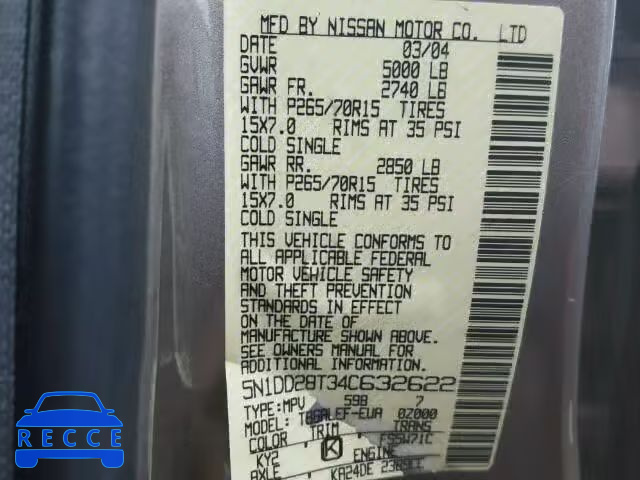 MFD BY NISSAN MOTOR CO. LTD
DATE 03/04
GVWR 5000 LB
GAWR FR. 2740 LB
WITH P265/70R15 TIRES
15X7.0 RIMS AT 35 PSI
COLD SINGLE
GAWR RR. 2850 LB
WITH P265/70R15 TIRES
15X7.0 RIMS AT 35 PSI
COLD SINGLE
THIS VEHICLE CONFORMS TO
ALL APPLICABLE FEDERAL
MOTOR VEHICLE SAFETY
AND THEFT PREVENTION
STANDARDS IN EFFECT
ON THE DATE OF
MANUFACTURE SHOWN ABOVE.
SEE OWNERS MANUAL FOR
ADDITIONAL INFORMATION.
5N1DD28T34C632622
TYPE:MPV 598 7
MODEL: 0Z000
COLOR TRIM TRANS
KY2 K FS5W71C
AXLE ENGINE
KA24DE 2389CC
RECCE